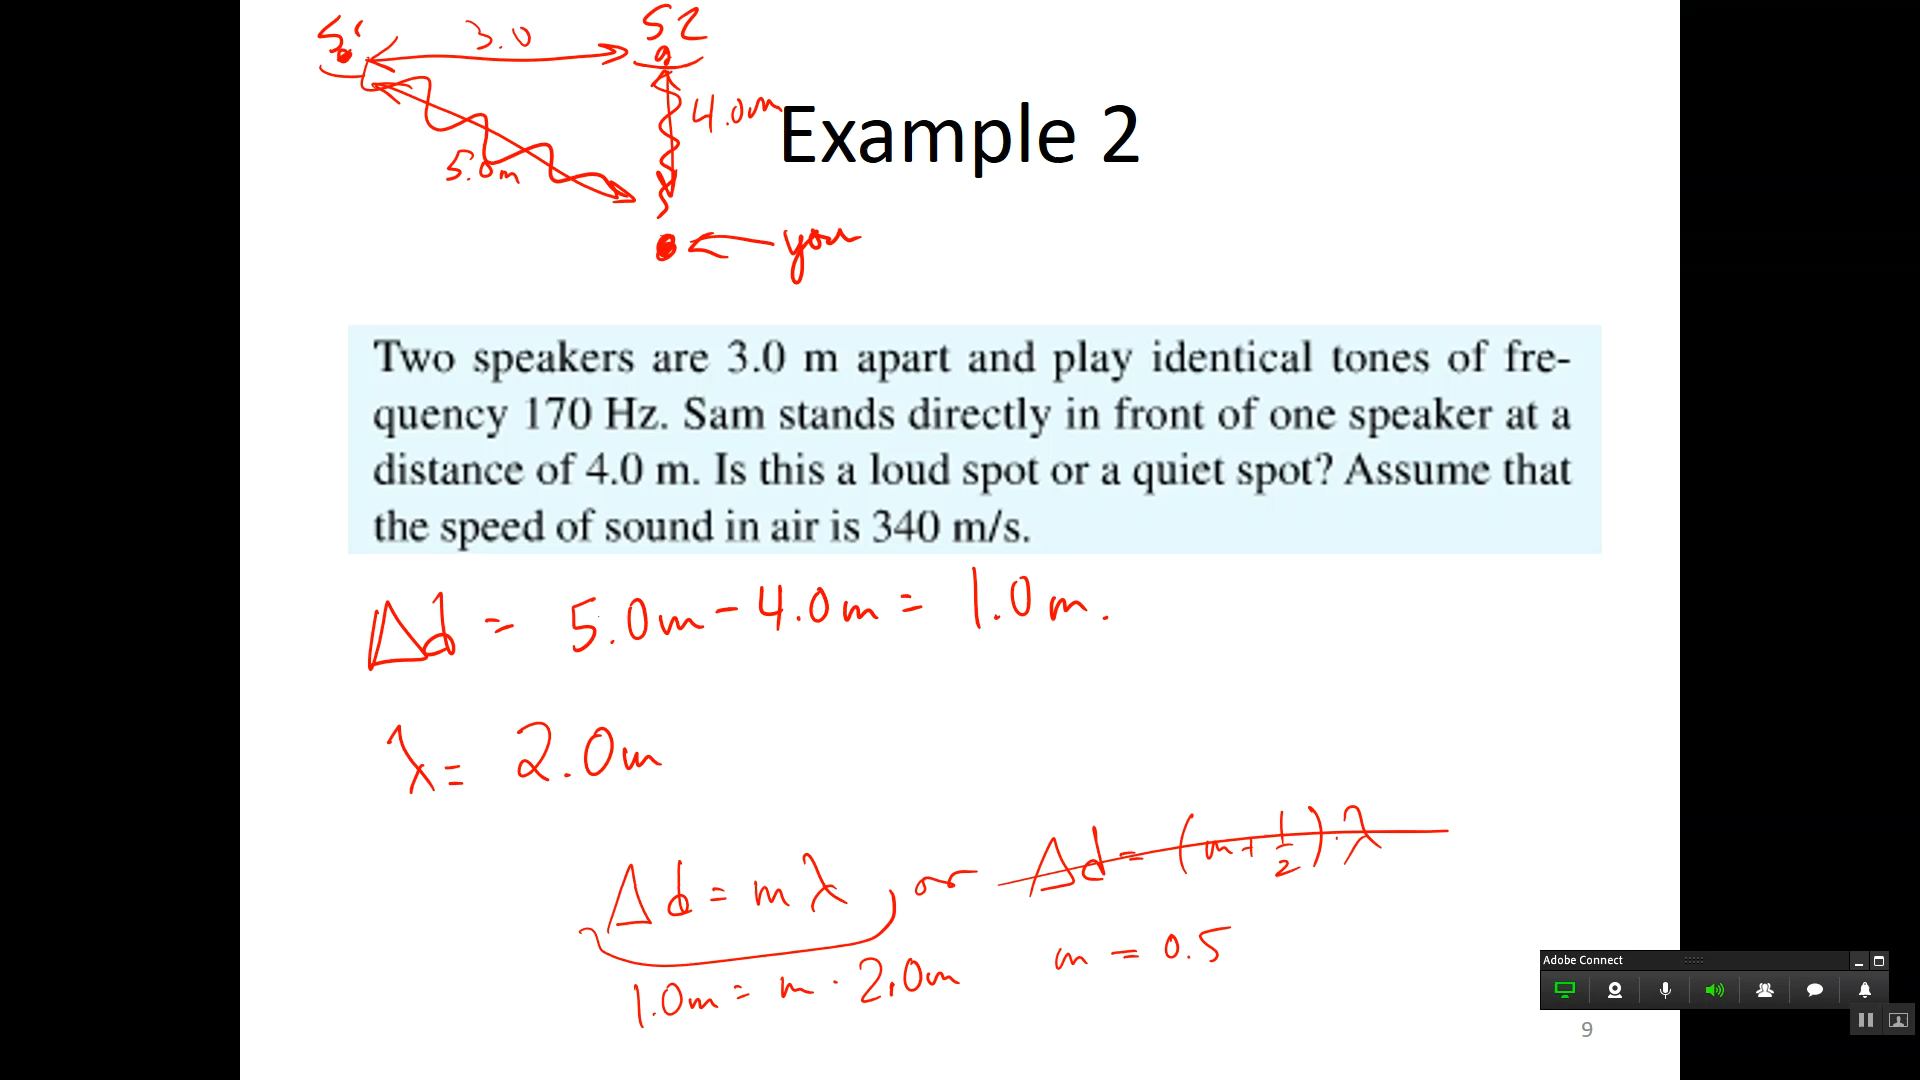 S1 3.0 S2
4.0m
5.0m
you
Example 2
Two speakers are 3.0 m apart and play identical tones of fre-
quency 170 Hz. Sam stands directly in front of one speaker at a
distance of 4.0 m. Is this a loud spot or a quiet spot? Assume that
the speed of sound in air is 340 m/s.
Δd = 5.0m - 4.0m = 1.0m.
λ = 2.0m
Δd = mλ, or Δd = (m + 1/2) · λ
1.0m = m · 2.0m m = 0.5
Adobe Connect
9